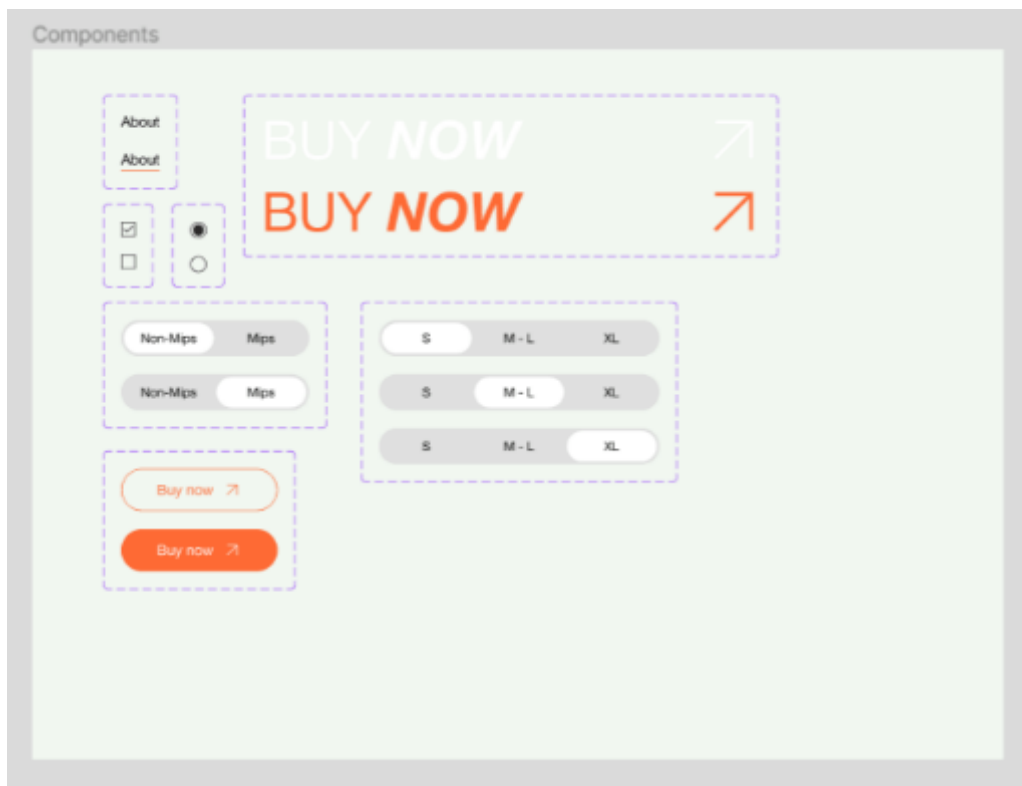 Components
About
About
BUY NOW
BUY NOW
Non-Mips Mips
Non-Mips Mips
S M - L XL
S M - L XL
S M - L XL
Buy now
Buy now